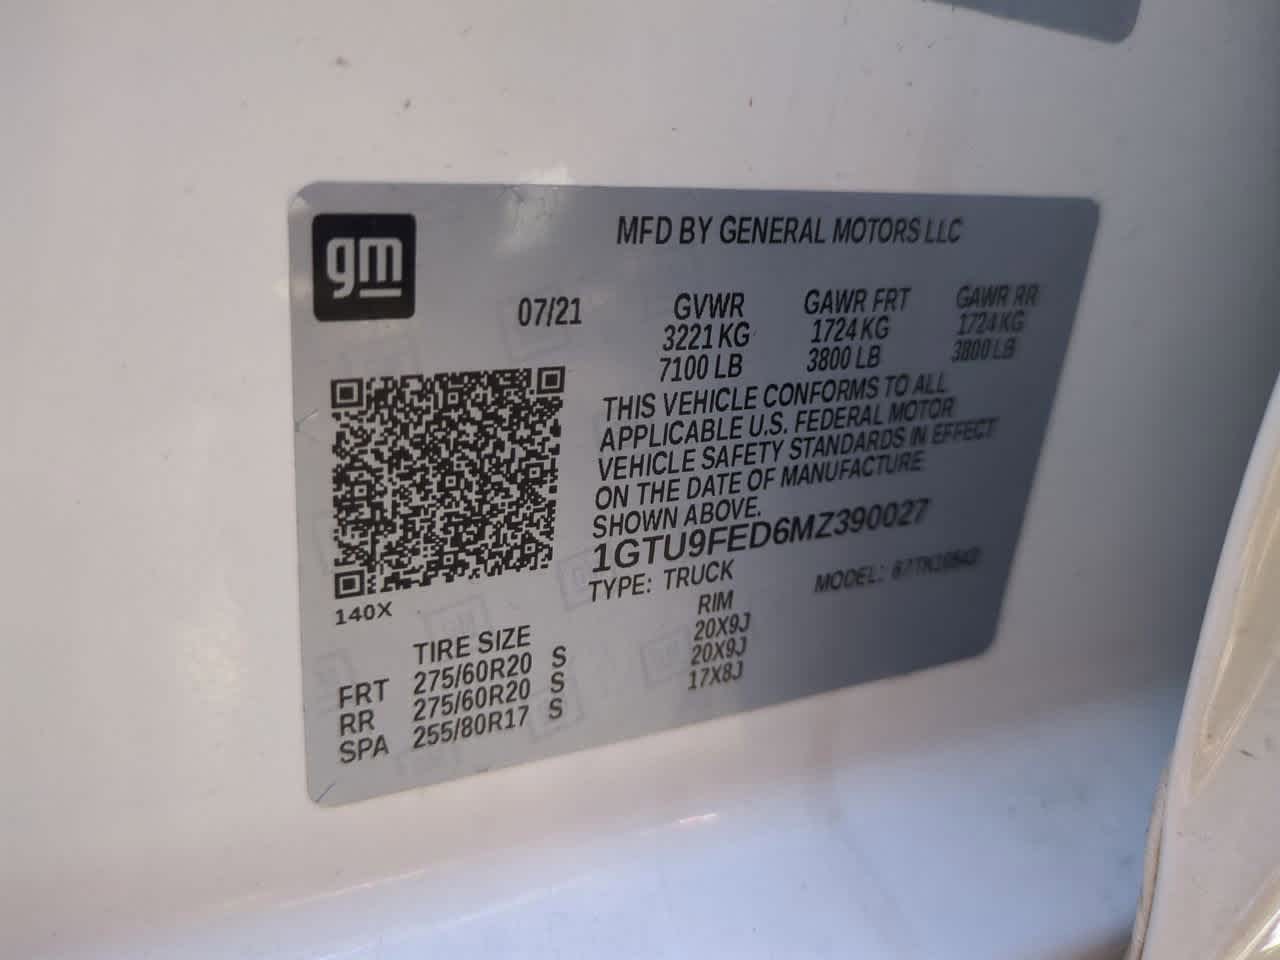 gm
MFD BY GENERAL MOTORS LLC
07/21
GVWR GAWR FRT GAWR RR
3221 KG 1724 KG 1724 KG
7100 LB 3800 LB 3800 LB
THIS VEHICLE CONFORMS TO ALL
APPLICABLE U.S. FEDERAL MOTOR
VEHICLE SAFETY STANDARDS IN EFFECT
ON THE DATE OF MANUFACTURE
SHOWN ABOVE.
1GTU9FED6MZ390027
TYPE: TRUCK MODEL:
140X
TIRE SIZE RIM
FRT 275/60R20 S 20X9J
RR 275/60R20 S 20X9J
SPA 255/80R17 S 17X8J